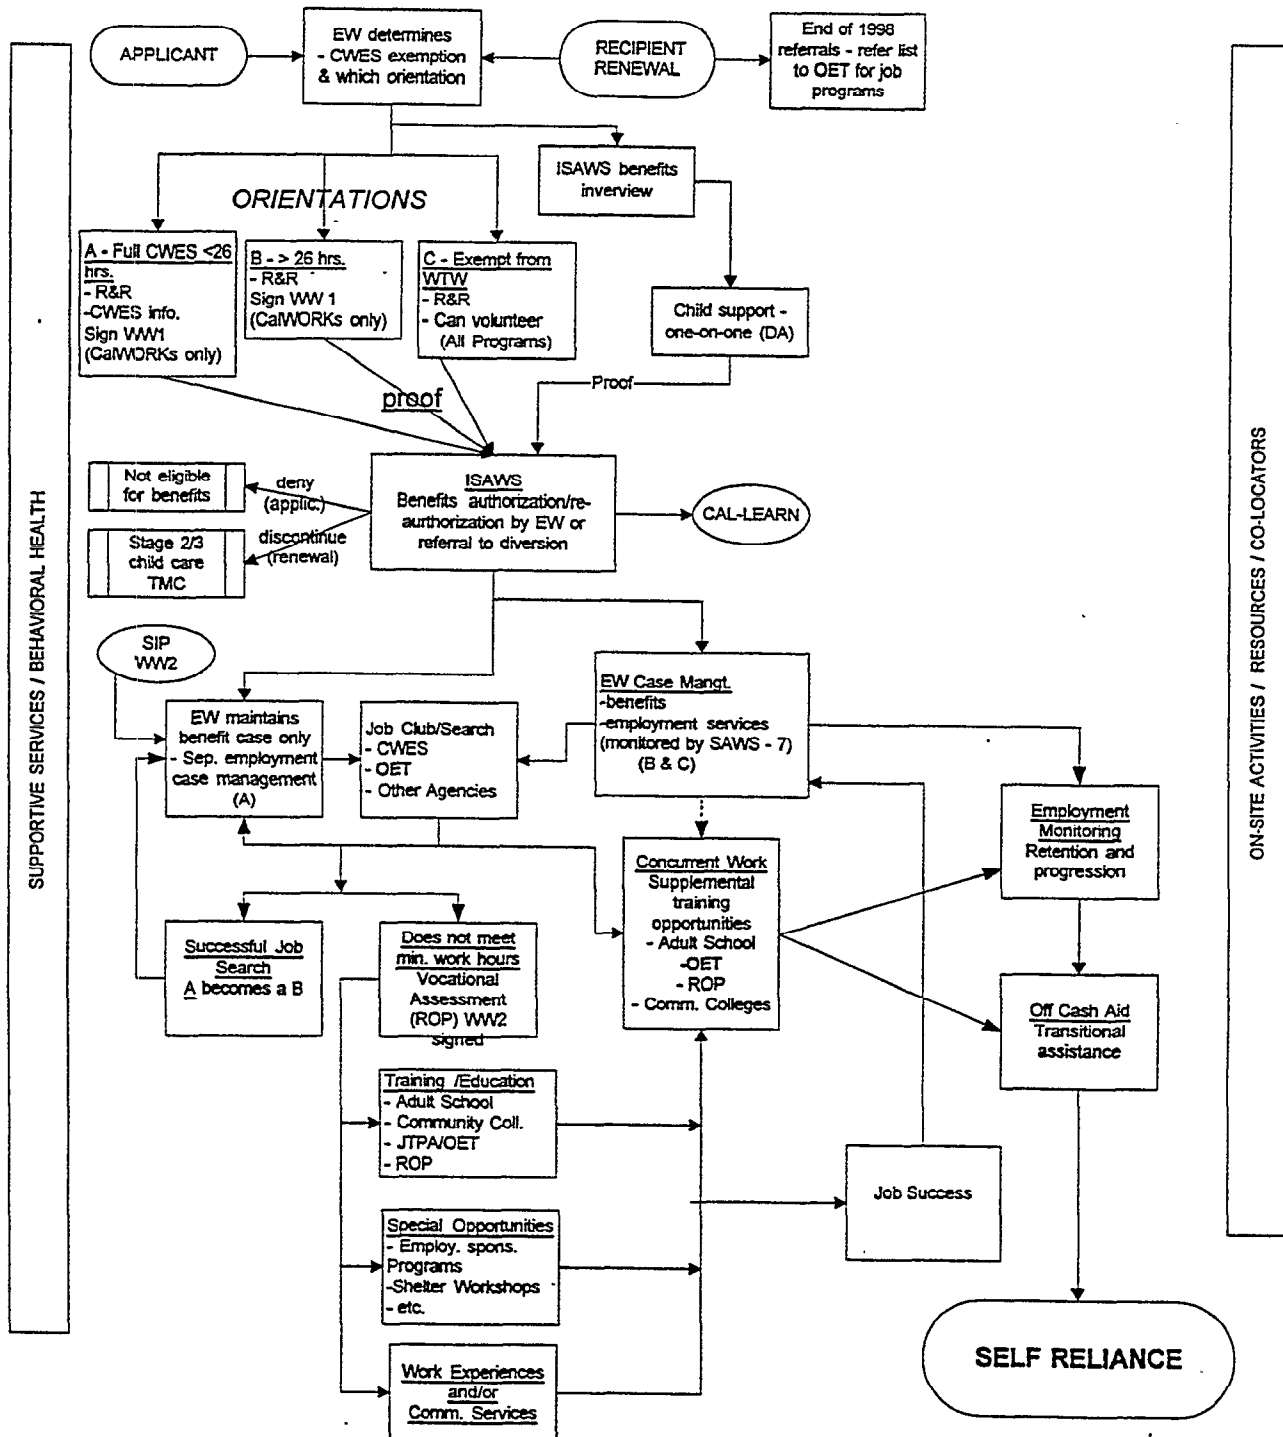 APPLICANT
EW determines
- CWES exemption
& which orientation
RECIPIENT
RENEWAL
End of 1998
referrals - refer list
to OET for job
programs
ISAWS benefits
inverview
ORIENTATIONS
A - Full CWES <26
hrs.
- R&R
-CWES info.
Sign WW1
(CalWORKs only)
B - > 26 hrs.
- R&R
Sign WW 1
(CalWORKs only)
C - Exempt from
WTW
- R&R
- Can volunteer
(All Programs)
Child support -
one-on-one (DA)
proof
Proof
Not eligible
for benefits
deny
(applic.)
ISAWS
Benefits authorization/re-
aurthorization by EW or
referral to diversion
CAL-LEARN
Stage 2/3
child care
TMC
discontinue
(renewal)
SIP
WW2
EW maintains
benefit case only
- Sep. employment
case management
(A)
Job Club/Search
- CWES
- OET
- Other Agencies
EW Case Mangt.
-benefits
-employment services
(monitored by SAWS - 7)
(B & C)
Employment
Monitoring
Retention and
progression
Concurrent Work
Supplemental
training
opportunities
- Adult School
-OET
- ROP
- Comm. Colleges
Successful Job
Search
A becomes a B
Does not meet
min. work hours
Vocational
Assessment
(ROP) WW2
signed
Off Cash Aid
Transitional
assistance
Training /Education
- Adult School
- Community Coll.
- JTPA/OET
- ROP
Job Success
Special Opportunities
- Employ. spons.
Programs
-Shelter Workshops
- etc.
Work Experiences
and/or
Comm. Services
SELF RELIANCE
SUPPORTIVE SERVICES / BEHAVIORAL HEALTH
ON-SITE ACTIVITIES / RESOURCES / CO-LOCATORS